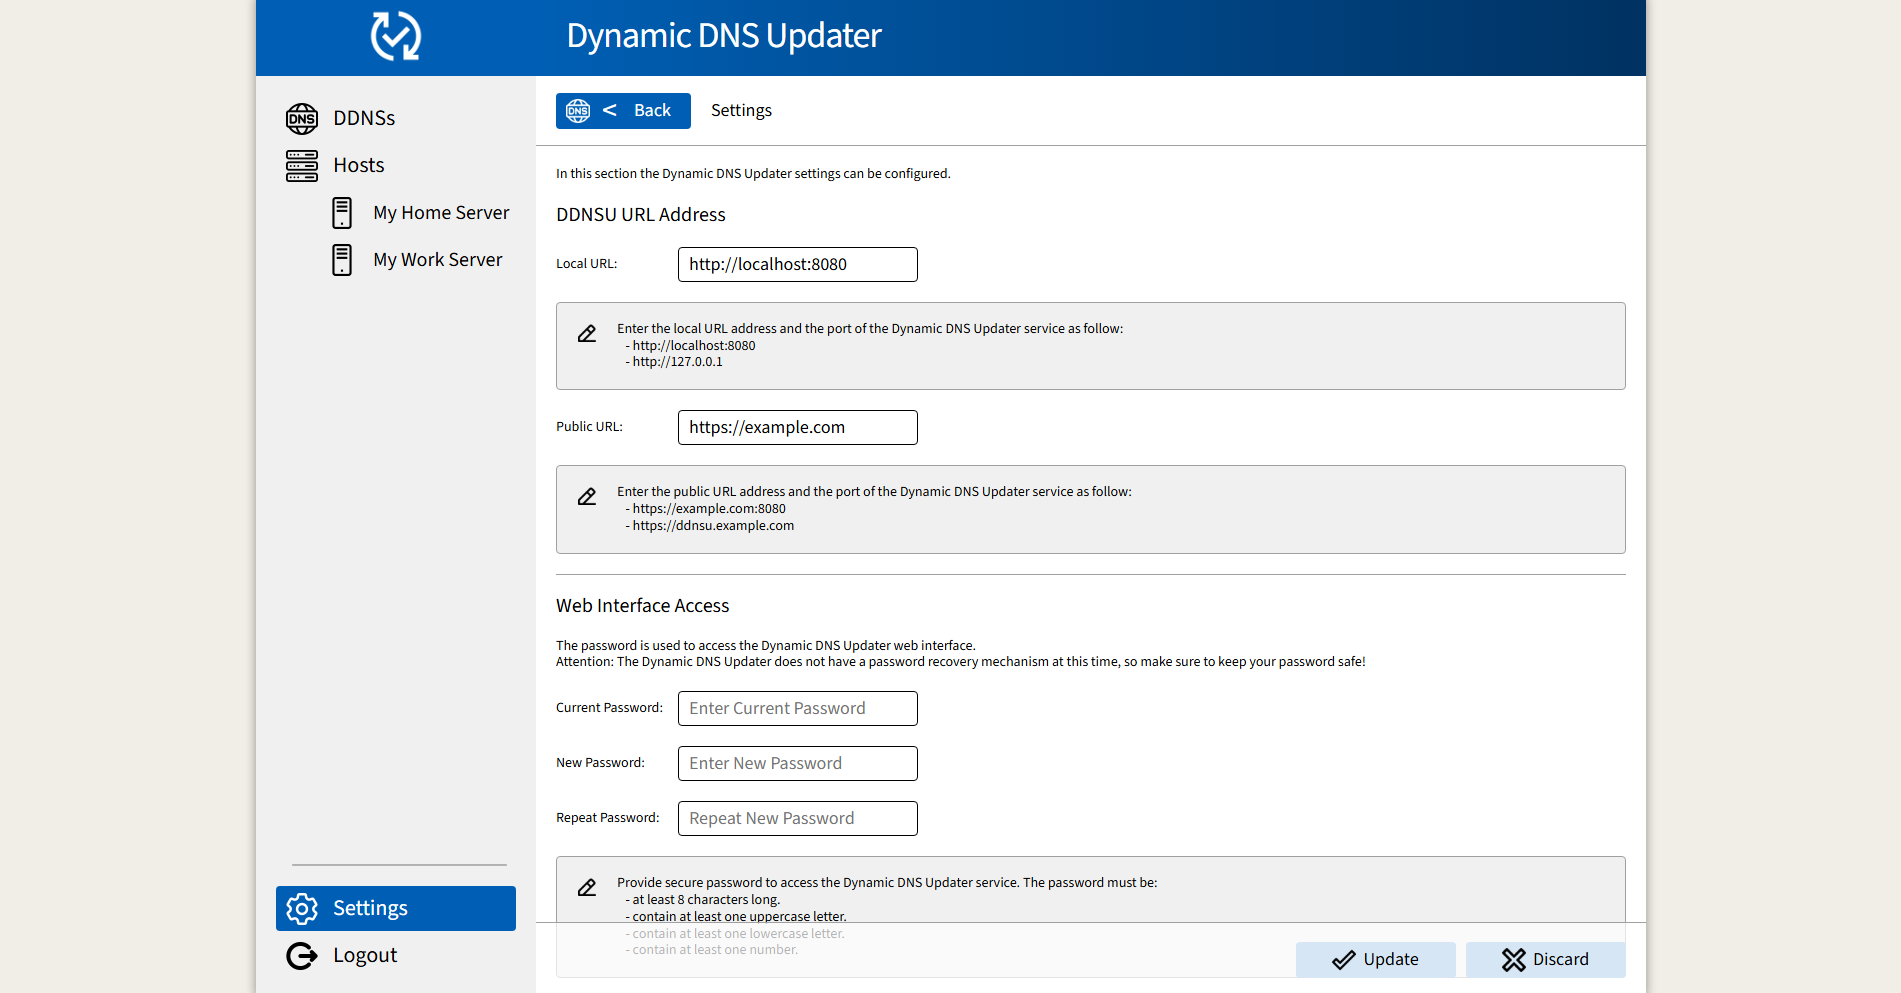 Dynamic DNS Updater
DNS DDNSs
Hosts
My Home Server
My Work Server
Settings
Logout
DNS < Back
Settings
In this section the Dynamic DNS Updater settings can be configured.
DDNSU URL Address
Local URL: http://localhost:8080
Enter the local URL address and the port of the Dynamic DNS Updater service as follow:
- http://localhost:8080
- http://127.0.0.1
Public URL: https://example.com
Enter the public URL address and the port of the Dynamic DNS Updater service as follow:
- https://example.com:8080
- https://ddnsu.example.com
Web Interface Access
The password is used to access the Dynamic DNS Updater web interface.
Attention: The Dynamic DNS Updater does not have a password recovery mechanism at this time, so make sure to keep your password safe!
Current Password: Enter Current Password
New Password: Enter New Password
Repeat Password: Repeat New Password
Provide secure password to access the Dynamic DNS Updater service. The password must be:
- at least 8 characters long.
- contain at least one uppercase letter.
- contain at least one lowercase letter.
- contain at least one number.
Update
Discard